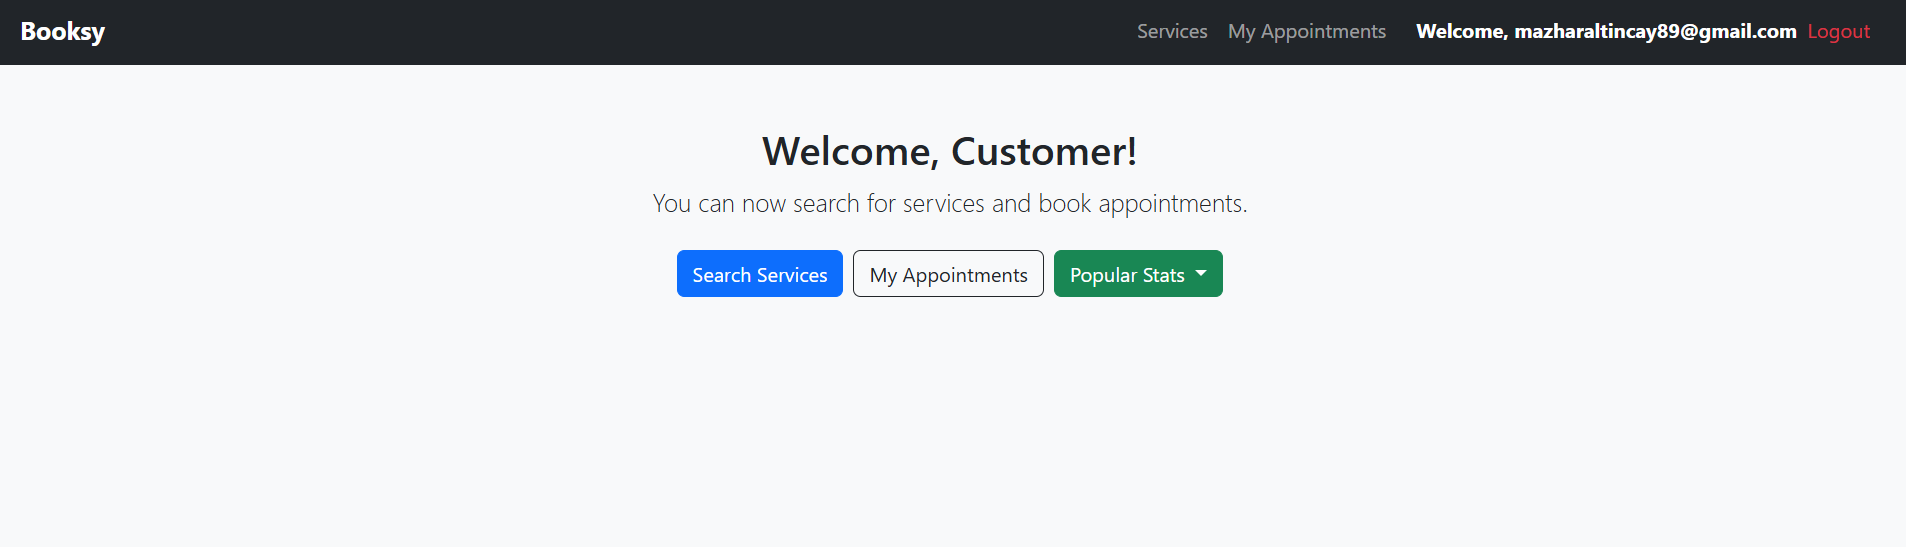 Booksy Services My Appointments Welcome, mazharaltincay89@gmail.com Logout
Welcome, Customer!
You can now search for services and book appointments.
Search Services My Appointments Popular Stats